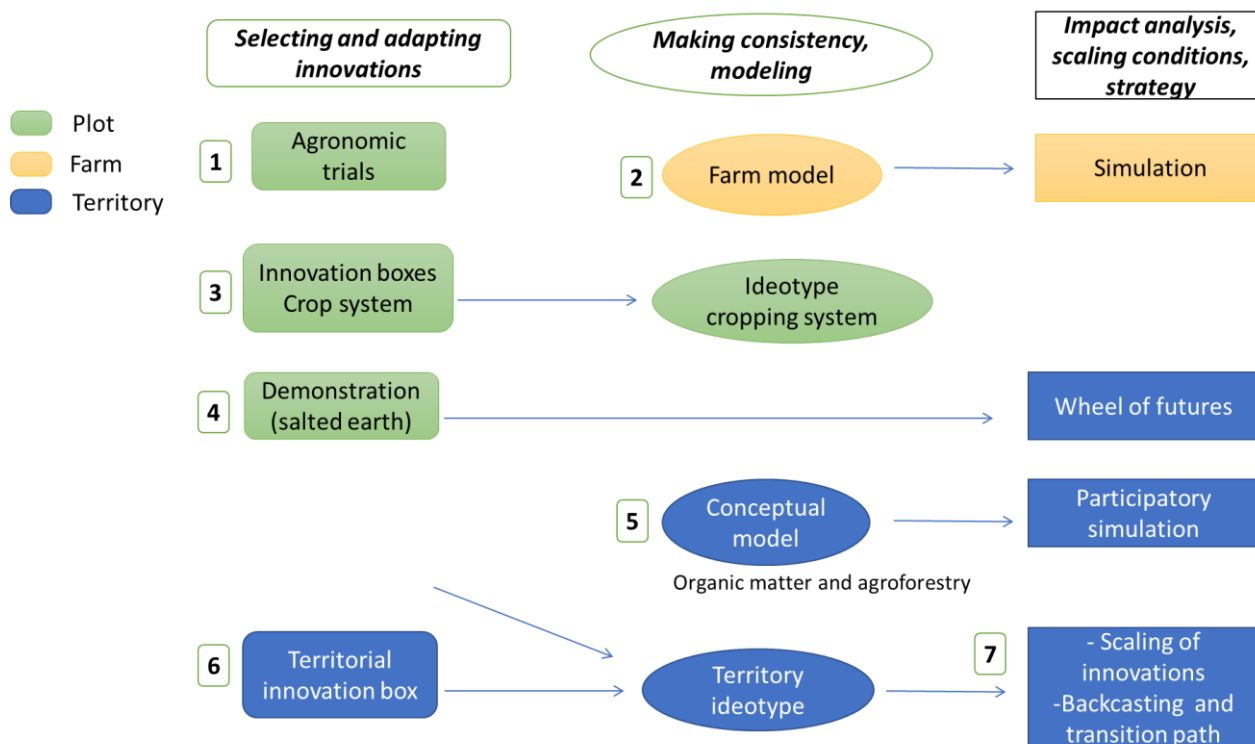 Selecting and adapting
innovations
Making consistency,
modeling
Impact analysis,
scaling conditions,
strategy
Plot
Farm
Territory
1
Agronomic
trials
2
Farm model
Simulation
3
Innovation boxes
Crop system
Ideotype
cropping system
4
Demonstration
(salted earth)
Wheel of futures
5
Conceptual
model
Participatory
simulation
Organic matter and agroforestry
6
Territorial
innovation box
Territory
ideotype
7
- Scaling of
innovations
-Backcasting and
transition path